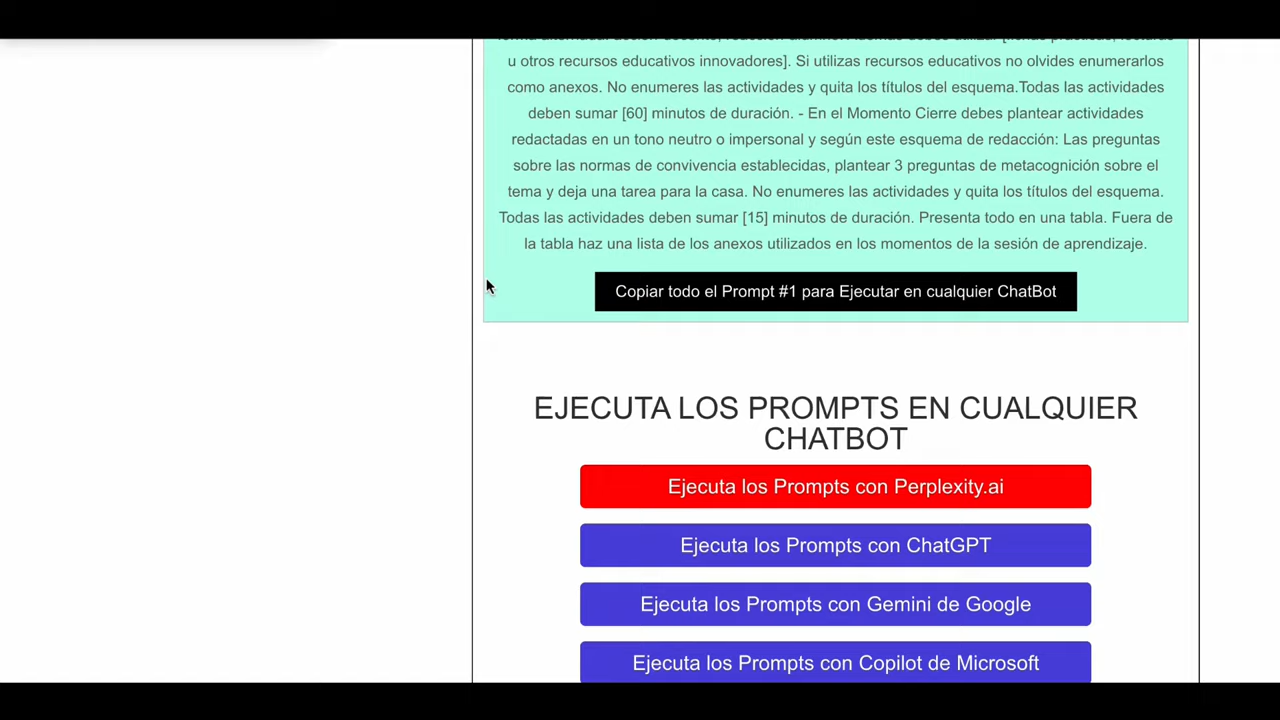 u otros recursos educativos innovadores]. Si utilizas recursos educativos no olvides enumerarlos
como anexos. No enumeres las actividades y quita los títulos del esquema.Todas las actividades
deben sumar [60] minutos de duración. - En el Momento Cierre debes plantear actividades
redactadas en un tono neutro o impersonal y según este esquema de redacción: Las preguntas
sobre las normas de convivencia establecidas, plantear 3 preguntas de metacognición sobre el
tema y deja una tarea para la casa. No enumeres las actividades y quita los títulos del esquema.
Todas las actividades deben sumar [15] minutos de duración. Presenta todo en una tabla. Fuera de
la tabla haz una lista de los anexos utilizados en los momentos de la sesión de aprendizaje.
Copiar todo el Prompt #1 para Ejecutar en cualquier ChatBot
EJECUTA LOS PROMPTS EN CUALQUIER
CHATBOT
Ejecuta los Prompts con Perplexity.ai
Ejecuta los Prompts con ChatGPT
Ejecuta los Prompts con Gemini de Google
Ejecuta los Prompts con Copilot de Microsoft